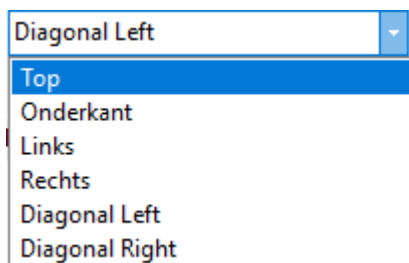 Diagonal Left
Top
Onderkant
Links
Rechts
Diagonal Left
Diagonal Right